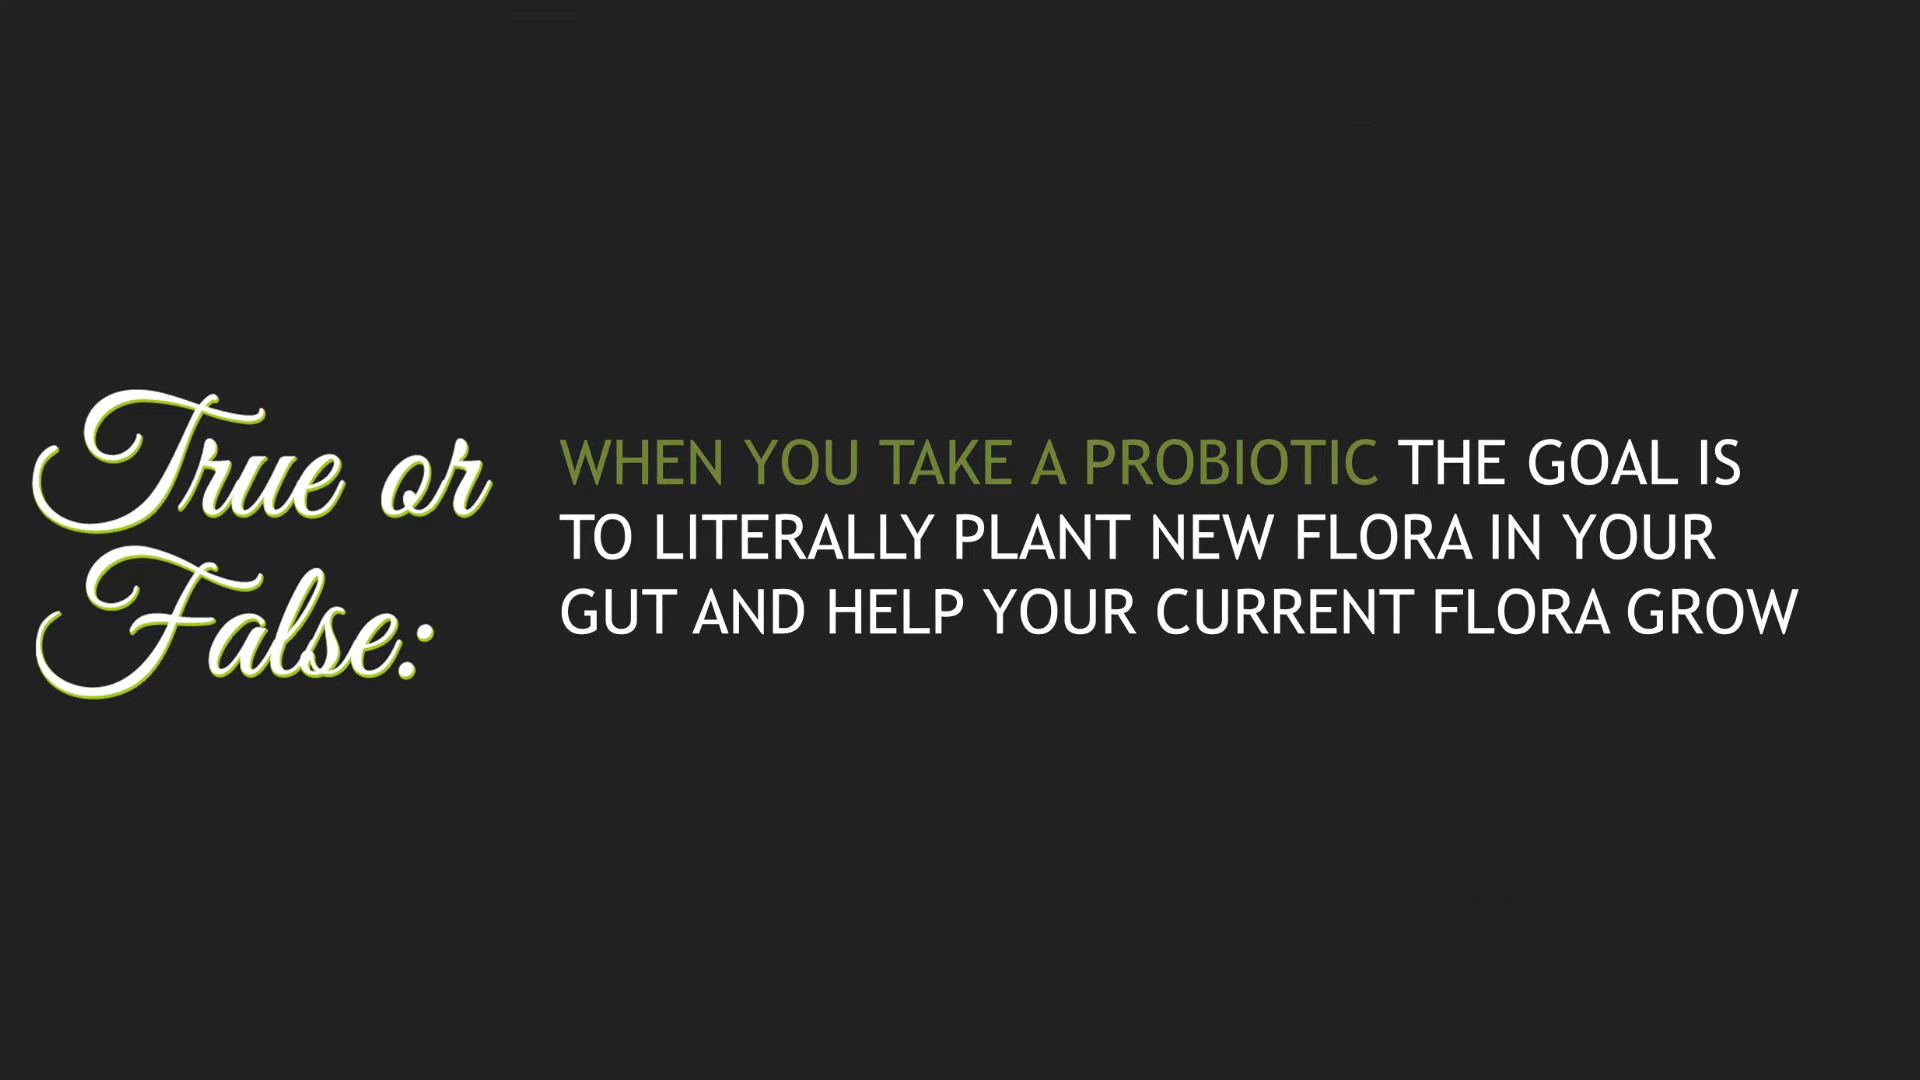 True or
False:
WHEN YOU TAKE A PROBIOTIC THE GOAL IS
TO LITERALLY PLANT NEW FLORA IN YOUR
GUT AND HELP YOUR CURRENT FLORA GROW